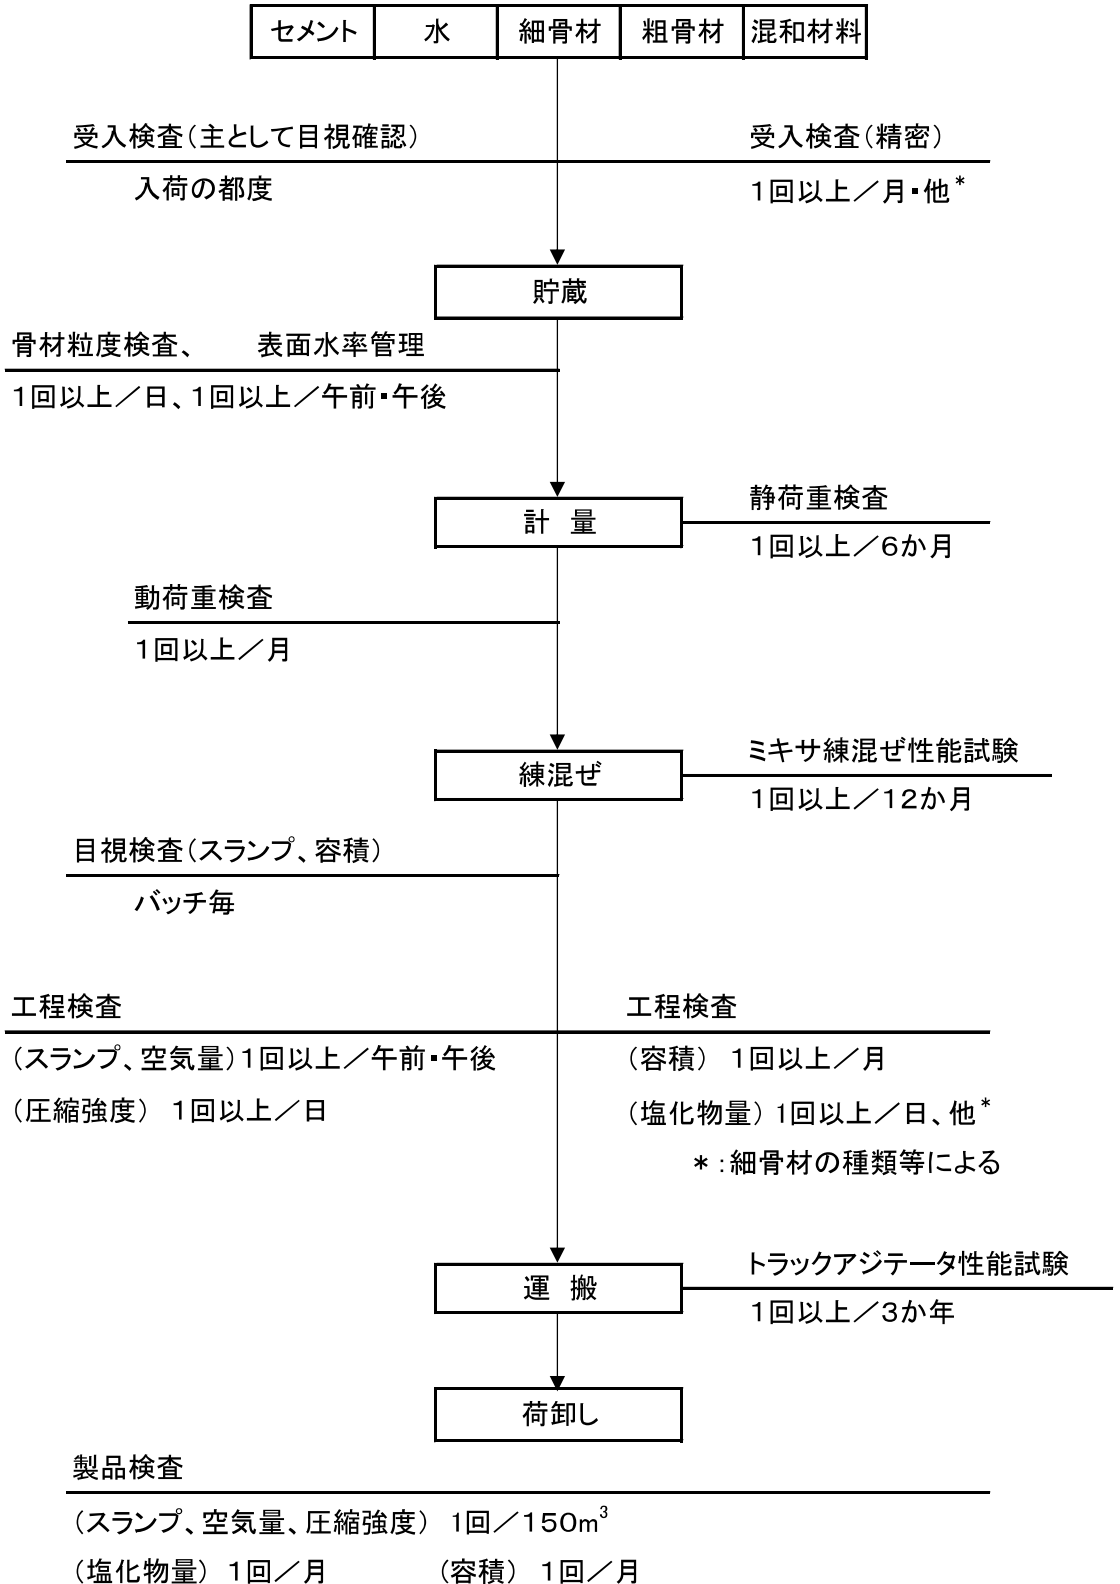 セメント 水 細骨材 粗骨材 混和材料
受入検査（主として目視確認） 受入検査（精密）
入荷の都度 1回以上／月・他*
貯蔵
骨材粒度検査、 表面水率管理
1回以上／日、1回以上／午前・午後
静荷重検査
計 量
1回以上／6か月
動荷重検査
1回以上／月
ミキサ練混ぜ性能試験
練混ぜ
1回以上／12か月
目視検査（スランプ、容積）
バッチ毎
工程検査 工程検査
（スランプ、空気量）1回以上／午前・午後 （容積） 1回以上／月
（圧縮強度） 1回以上／日 （塩化物量） 1回以上／日、他*
*：細骨材の種類等による
トラックアジテータ性能試験
運 搬
1回以上／3か年
荷卸し
製品検査
（スランプ、空気量、圧縮強度） 1回／150m³
（塩化物量） 1回／月 （容積） 1回／月